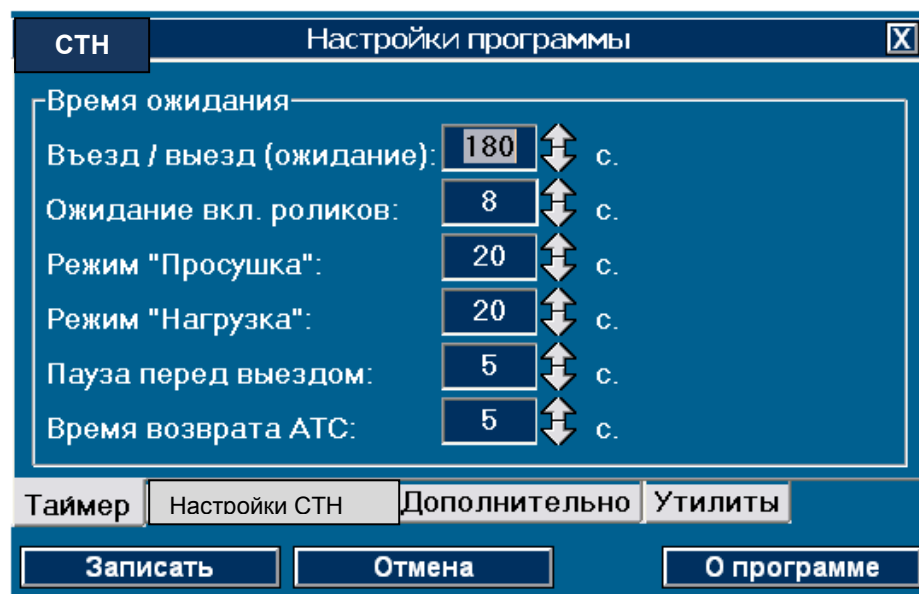 СТН Настройки программы X
Время ожидания
Въезд / выезд (ожидание): 180 с.
Ожидание вкл. роликов: 8 с.
Режим "Просушка": 20 с.
Режим "Нагрузка": 20 с.
Пауза перед выездом: 5 с.
Время возврата АТС: 5 с.
Таймер Настройки СТН Дополнительно Утилиты
Записать Отмена О программе